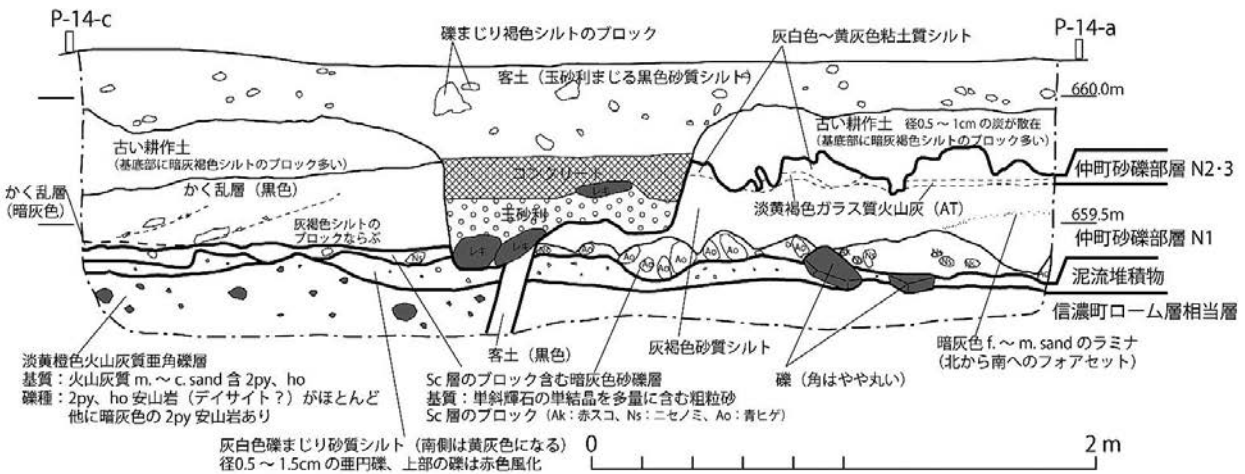 P-14-c
P-14-a
礫まじり褐色シルトのブロック
灰白色～黄灰色粘土質シルト
客土（玉砂利まじる黒色砂質シルト）
660.0m
古い耕作土 径0.5～1cmの炭が散在
（基底部に暗灰褐色シルトのブロック多い）
古い耕作土
（基底部に暗灰褐色シルトのブロック多い）
コンクリート
レキ
仲町砂礫部層 N2・3
かく乱層
（暗灰色）
かく乱層（黒色）
玉砂利
淡黄褐色ガラス質火山灰（AT）
659.5m
灰褐色シルトの
ブロックならぶ
仲町砂礫部層 N1
Ns
レキ
レキ
Ao
Ao
Ao
Ao
Ao
Ao
Ao
Ns
Ns
泥流堆積物
信濃町ローム層相当層
淡黄橙色火山灰質亜角礫層
基質：火山灰質 m.～c. sand 含 2py、ho
礫種：2py、ho 安山岩（デイサイト？）がほとんど
他に暗灰色の 2py 安山岩あり
客土（黒色）
灰褐色砂質シルト
暗灰色 f.～m. sand のラミナ
（北から南へのフォアセット）
Sc 層のブロック含む暗灰色砂礫層
基質：単斜輝石の単結晶を多量に含む粗粒砂
Sc 層のブロック（Ak：赤スコ、Ns：ニセノミ、Ao：青ヒゲ）
礫（角はやや丸い）
灰白色礫まじり砂質シルト（南側は黄灰色になる）
径0.5～1.5cmの亜円礫、上部の礫は赤色風化
0
2 m